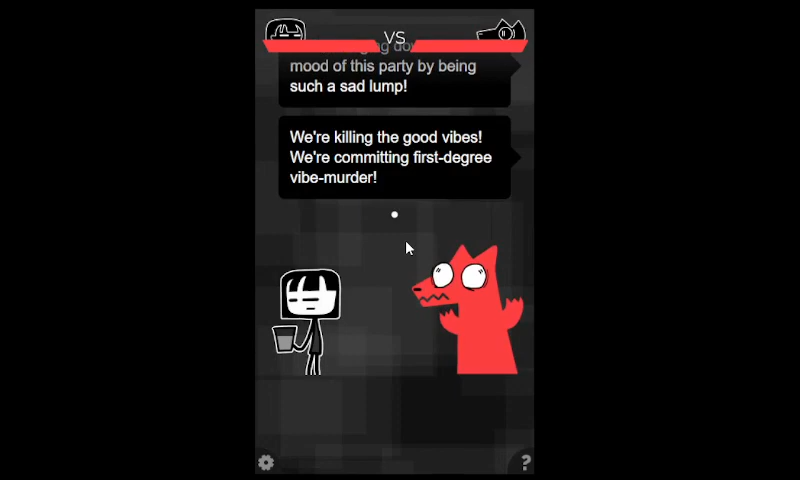 VS
mood of this party by being
such a sad lump!
We're killing the good vibes!
We're committing first-degree
vibe-murder!
?